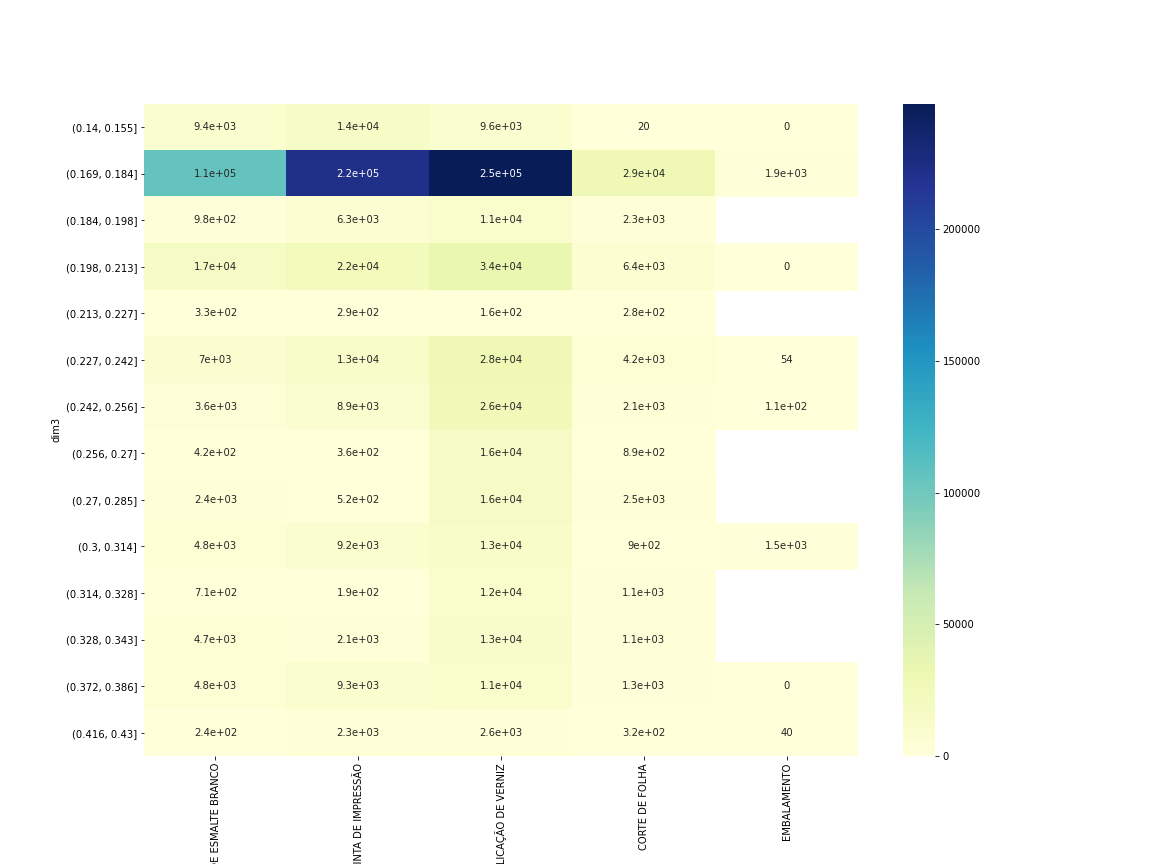 (0.14, 0.155] 9.4e+03 1.4e+04 9.6e+03 20 0
(0.169, 0.184] 1.1e+05 2.2e+05 2.5e+05 2.9e+04 1.9e+03
(0.184, 0.198] 9.8e+02 6.3e+03 1.1e+04 2.3e+03
200000
(0.198, 0.213] 1.7e+04 2.2e+04 3.4e+04 6.4e+03 0
(0.213, 0.227] 3.3e+02 2.9e+02 1.6e+02 2.8e+02
(0.227, 0.242] 7e+03 1.3e+04 2.8e+04 4.2e+03 54
150000
(0.242, 0.256] 3.6e+03 8.9e+03 2.6e+04 2.1e+03 1.1e+02
dim3
(0.256, 0.27] 4.2e+02 3.6e+02 1.6e+04 8.9e+02
(0.27, 0.285] 2.4e+03 5.2e+02 1.6e+04 2.5e+03
100000
(0.3, 0.314] 4.8e+03 9.2e+03 1.3e+04 9e+02 1.5e+03
(0.314, 0.328] 7.1e+02 1.9e+02 1.2e+04 1.1e+03
50000
(0.328, 0.343] 4.7e+03 2.1e+03 1.3e+04 1.1e+03
(0.372, 0.386] 4.8e+03 9.3e+03 1.1e+04 1.3e+03 0
(0.416, 0.43] 2.4e+02 2.3e+03 2.6e+03 3.2e+02 40
0
E ESMALTE BRANCO
INTA DE IMPRESSÃO
LICAÇÃO DE VERNIZ
CORTE DE FOLHA
EMBALAMENTO